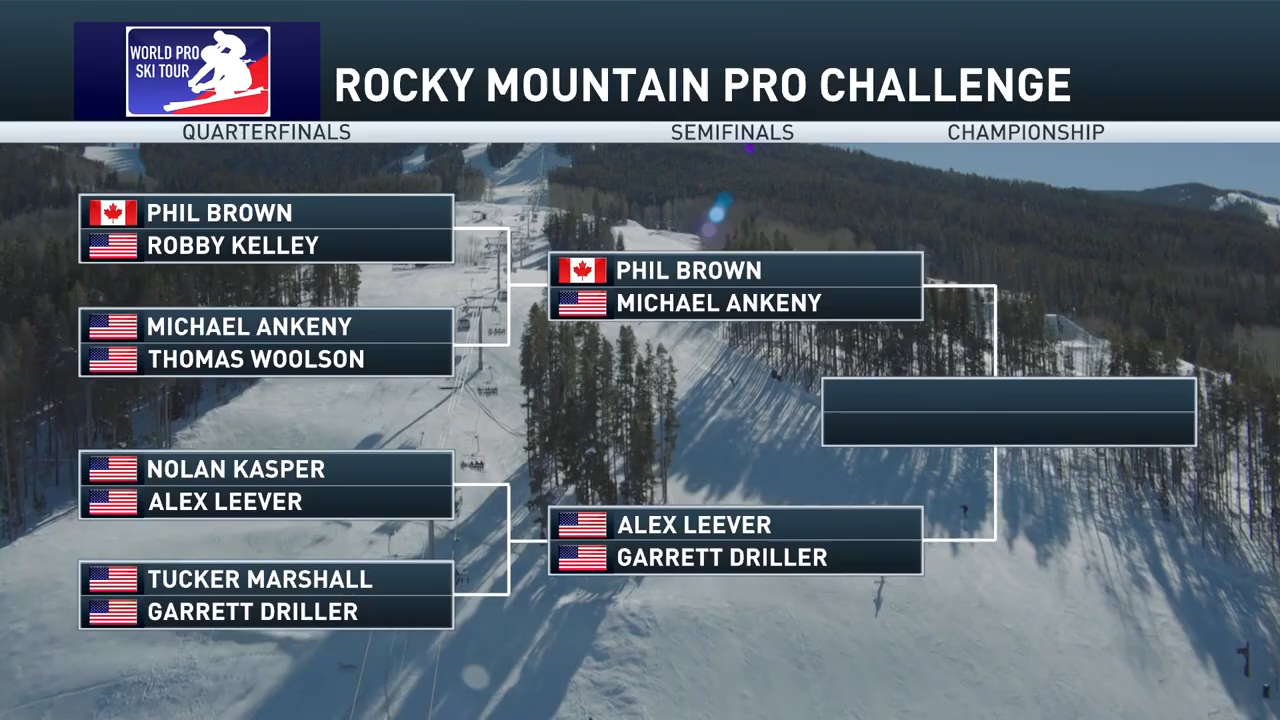 WORLD PRO
SKI TOUR
ROCKY MOUNTAIN PRO CHALLENGE
QUARTERFINALS
SEMIFINALS
CHAMPIONSHIP
PHIL BROWN
ROBBY KELLEY
MICHAEL ANKENY
THOMAS WOOLSON
NOLAN KASPER
ALEX LEEVER
TUCKER MARSHALL
GARRETT DRILLER
PHIL BROWN
MICHAEL ANKENY
ALEX LEEVER
GARRETT DRILLER